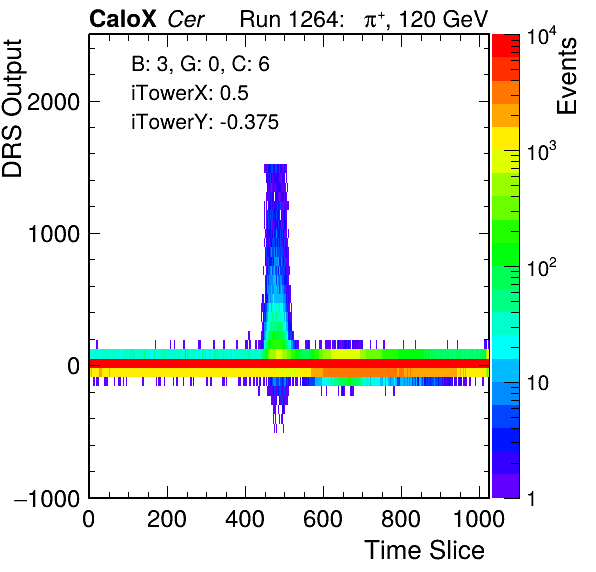 CaloX Cer Run 1264: π⁺, 120 GeV
B: 3, G: 0, C: 6
iTowerX: 0.5
iTowerY: -0.375
DRS Output
2000
1000
0
−1000
0 200 400 600 800 1000
Time Slice
Events
10⁴
10³
10²
10
1